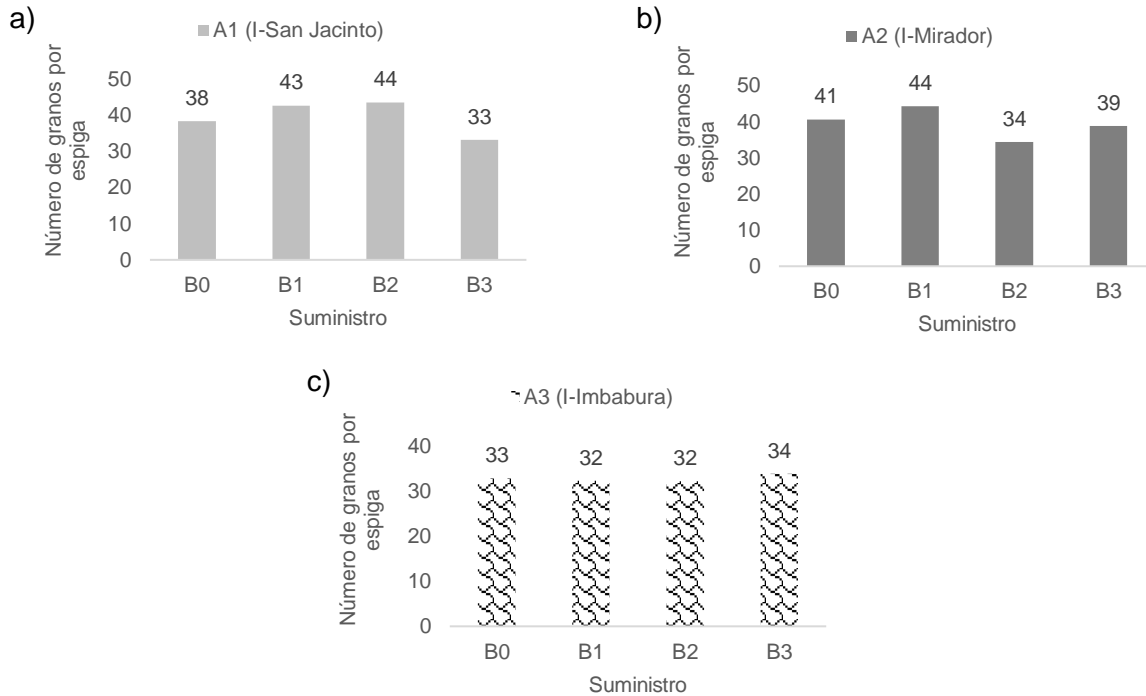 a)
A1 (I-San Jacinto)
Número de granos por
espiga
50
40
30
20
10
0
38
43
44
33
B0 B1 B2 B3
Suministro
b)
A2 (I-Mirador)
Número de granos por
espiga
50
40
30
20
10
0
41
44
34
39
B0 B1 B2 B3
Suministro
c)
A3 (I-Imbabura)
Número de granos por
espiga
40
30
20
10
0
33
32
32
34
B0 B1 B2 B3
Suministro